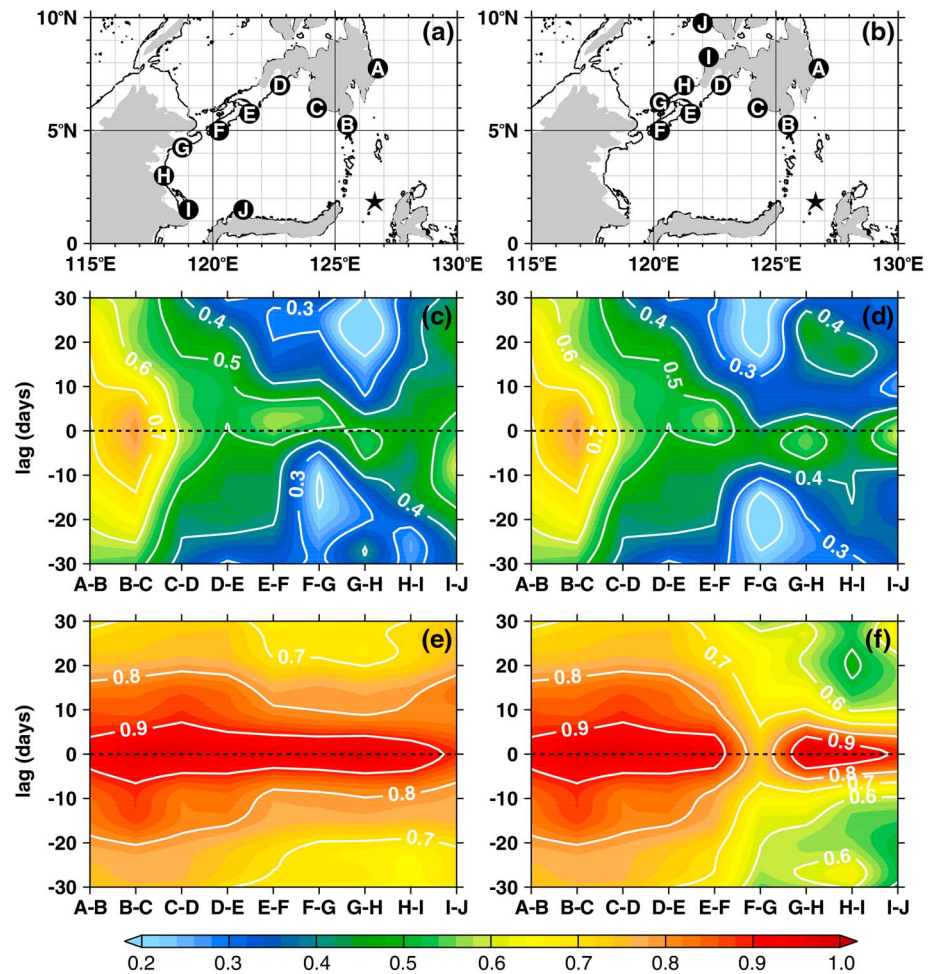 10°N
5°N
0
115°E
120°E
125°E
130°E
(a)
A
B
C
D
E
F
G
H
I
J
10°N
5°N
0
115°E
120°E
125°E
130°E
(b)
J
I
A
H
D
G
E
C
F
B
lag (days)
30
20
10
0
-10
-20
-30
(c)
0.3
0.4
0.5
0.6
0.7
0.3
0.4
A-B B-C C-D D-E E-F F-G G-H H-I I-J
30
20
10
0
-10
-20
-30
(d)
0.4
0.6
0.3
0.5
0.7
0.4
0.3
A-B B-C C-D D-E E-F F-G G-H H-I I-J
lag (days)
30
20
10
0
-10
-20
-30
(e)
0.7
0.8
0.9
0.8
0.7
A-B B-C C-D D-E E-F F-G G-H H-I I-J
30
20
10
0
-10
-20
-30
(f)
0.7
0.8
0.6
0.9
0.9
0.8
0.7
0.6
0.6
A-B B-C C-D D-E E-F F-G G-H H-I I-J
0.2 0.3 0.4 0.5 0.6 0.7 0.8 0.9 1.0